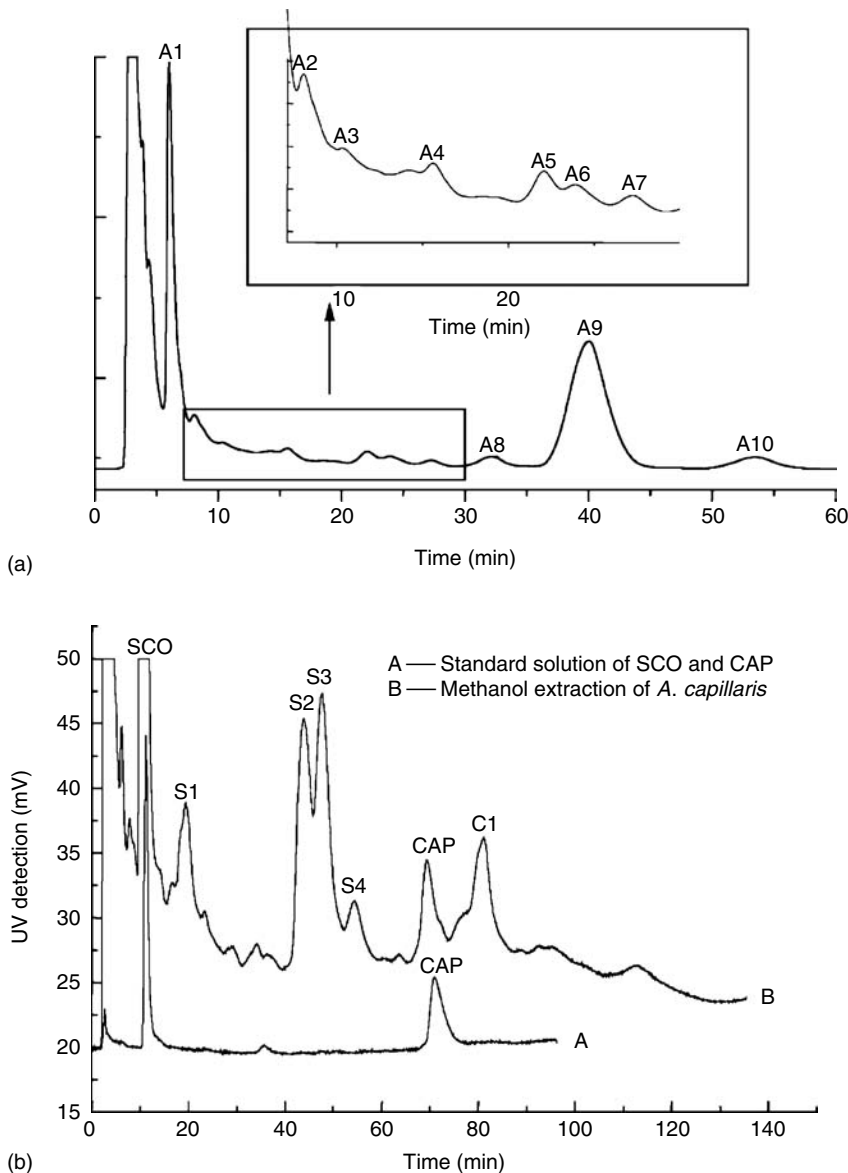 A1
A2
A3
A4
A5
A6
A7
10 20
Time (min)
A8
A9
A10
0 10 20 30 40 50 60
Time (min)
(a)
50
45
40
35
30
25
20
15
UV detection (mV)
SCO
S1
S2
S3
S4
CAP
C1
CAP
A — Standard solution of SCO and CAP
B — Methanol extraction of A. capillaris
B
A
0 20 40 60 80 100 120 140
Time (min)
(b)